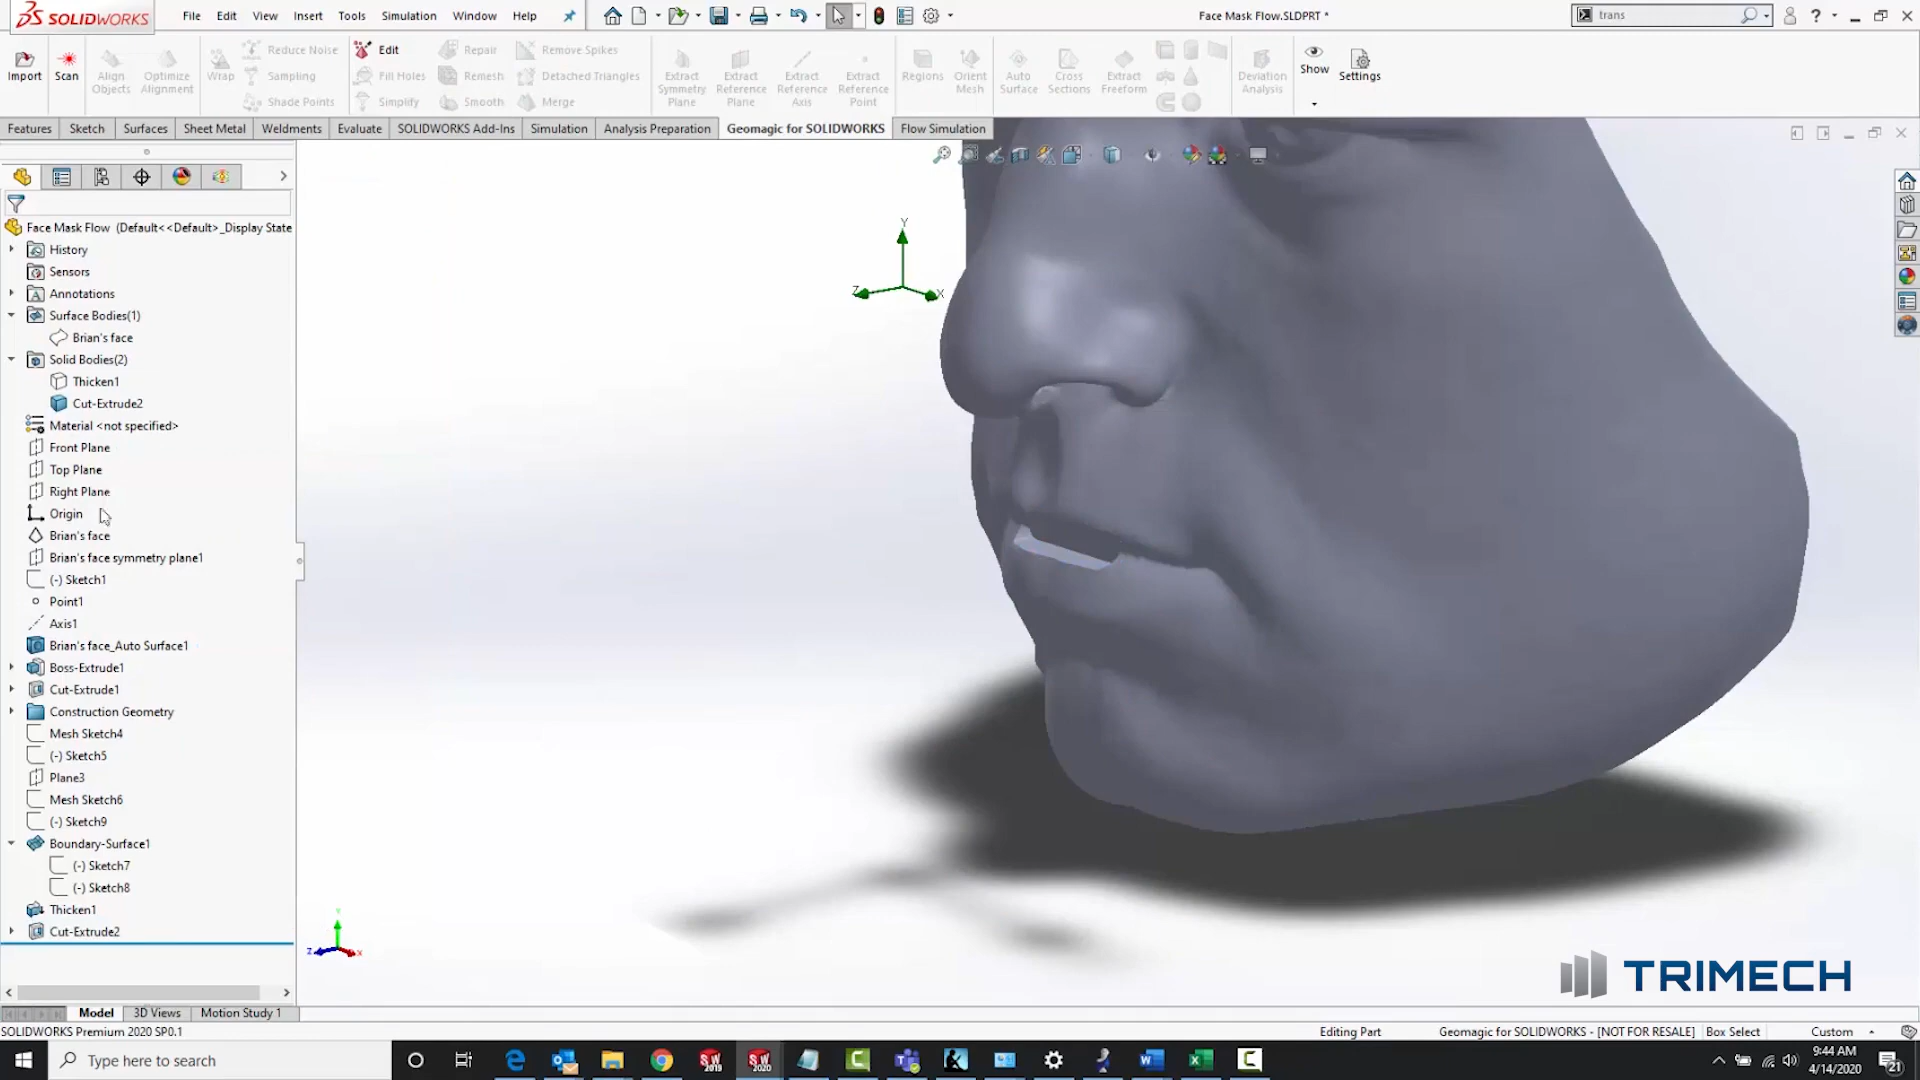 SOLIDWORKS
File Edit View Insert Tools Simulation Window Help
Face Mask Flow.SLDPRT *
trans
Import
Scan
Align Objects
Optimize Alignment
Wrap
Reduce Noise
Sampling
Shade Points
Edit
Fill Holes
Simplify
Repair
Remesh
Smooth
Remove Spikes
Detached Triangles
Merge
Extract Symmetry Plane
Extract Reference Plane
Extract Reference Axis
Extract Reference Point
Regions
Orient Mesh
Auto Surface
Cross Sections
Extract Freeform
Deviation Analysis
Show
Settings
Features Sketch Surfaces Sheet Metal Weldments Evaluate SOLIDWORKS Add-Ins Simulation Analysis Preparation Geomagic for SOLIDWORKS Flow Simulation
Face Mask Flow (Default<<Default>_Display State
History
Sensors
Annotations
Surface Bodies(1)
Brian's face
Solid Bodies(2)
Thicken1
Cut-Extrude2
Material <not specified>
Front Plane
Top Plane
Right Plane
Origin
Brian's face
Brian's face symmetry plane1
(-) Sketch1
Point1
Axis1
Brian's face_Auto Surface1
Boss-Extrude1
Cut-Extrude1
Construction Geometry
Mesh Sketch4
(-) Sketch5
Plane3
Mesh Sketch6
(-) Sketch9
Boundary-Surface1
(-) Sketch7
(-) Sketch8
Thicken1
Cut-Extrude2
Y
Z
X
TRIMECH
Model 3D Views Motion Study 1
SOLIDWORKS Premium 2020 SP0.1
Editing Part
Geomagic for SOLIDWORKS - [NOT FOR RESALE]
Box Select
Custom
Type here to search
9:44 AM
4/14/2020
21